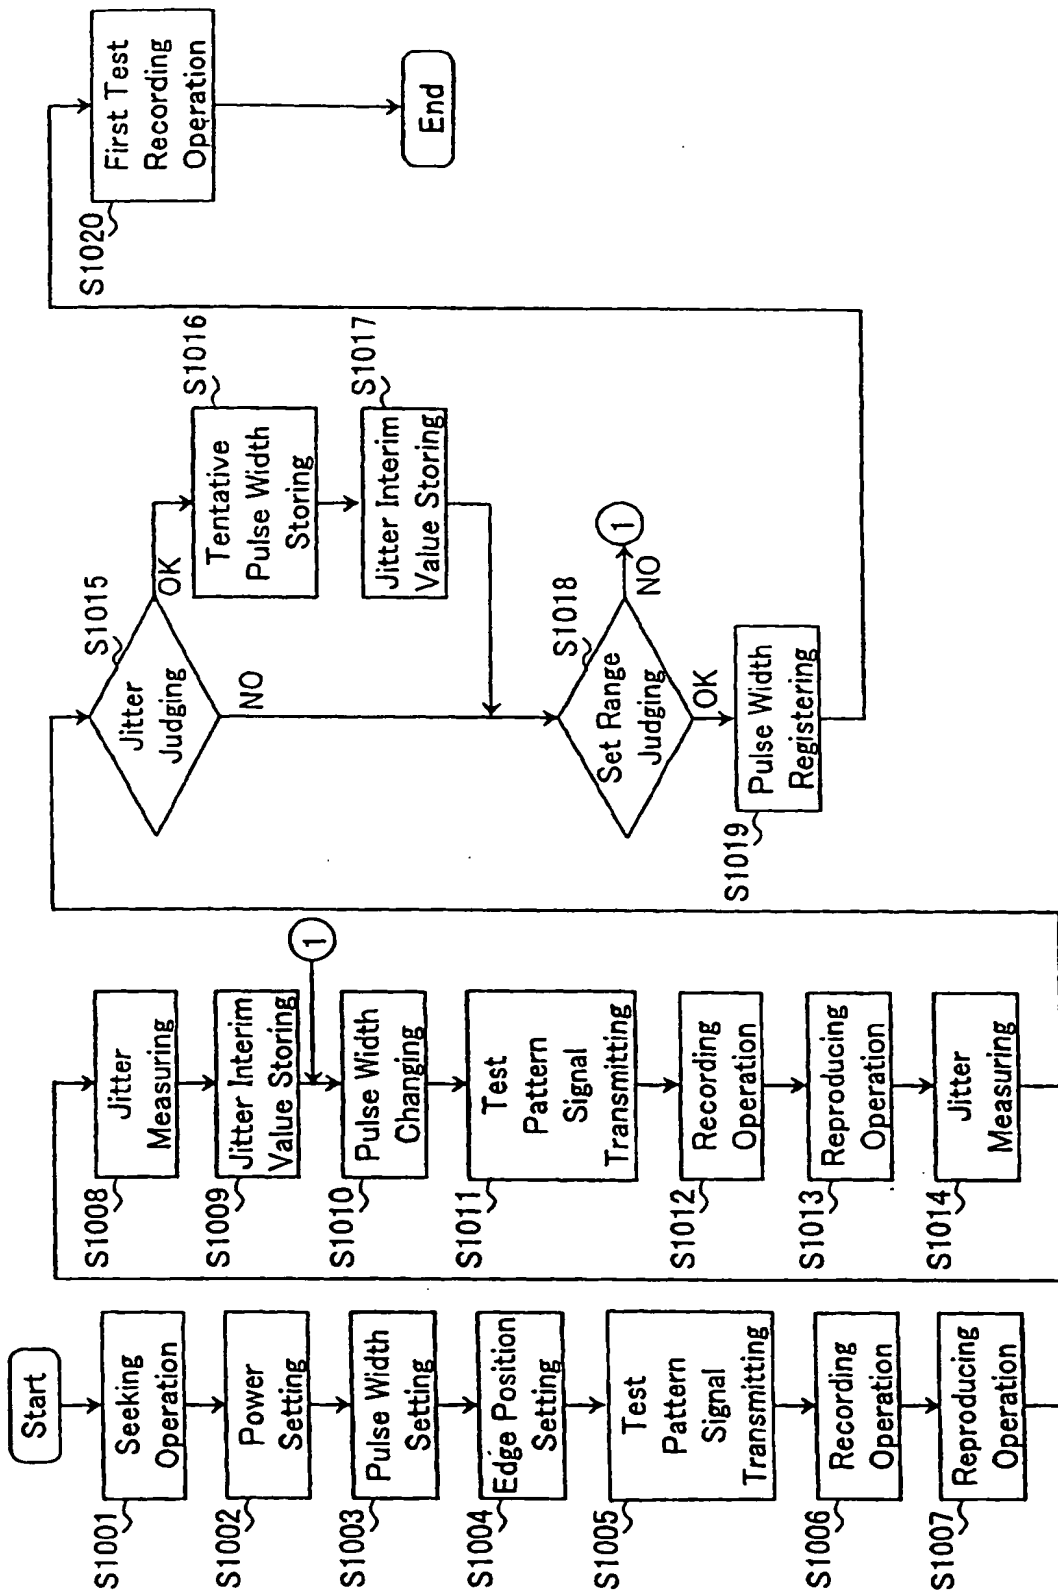 Start
S1001
Seeking
Operation
S1002
Power
Setting
S1003
Pulse Width
Setting
S1004
Edge Position
Setting
S1005
Test
Pattern
Signal
Transmitting
S1006
Recording
Operation
S1007
Reproducing
Operation
S1008
Jitter
Measuring
S1009
Jitter Interim
Value Storing
1
S1010
Pulse Width
Changing
S1011
Test
Pattern
Signal
Transmitting
S1012
Recording
Operation
S1013
Reproducing
Operation
S1014
Jitter
Measuring
S1015
Jitter
Judging
OK
NO
S1016
Tentative
Pulse Width
Storing
S1017
Jitter Interim
Value Storing
S1018
Set Range
Judging
NO
1
OK
S1019
Pulse Width
Registering
S1020
First Test
Recording
Operation
End